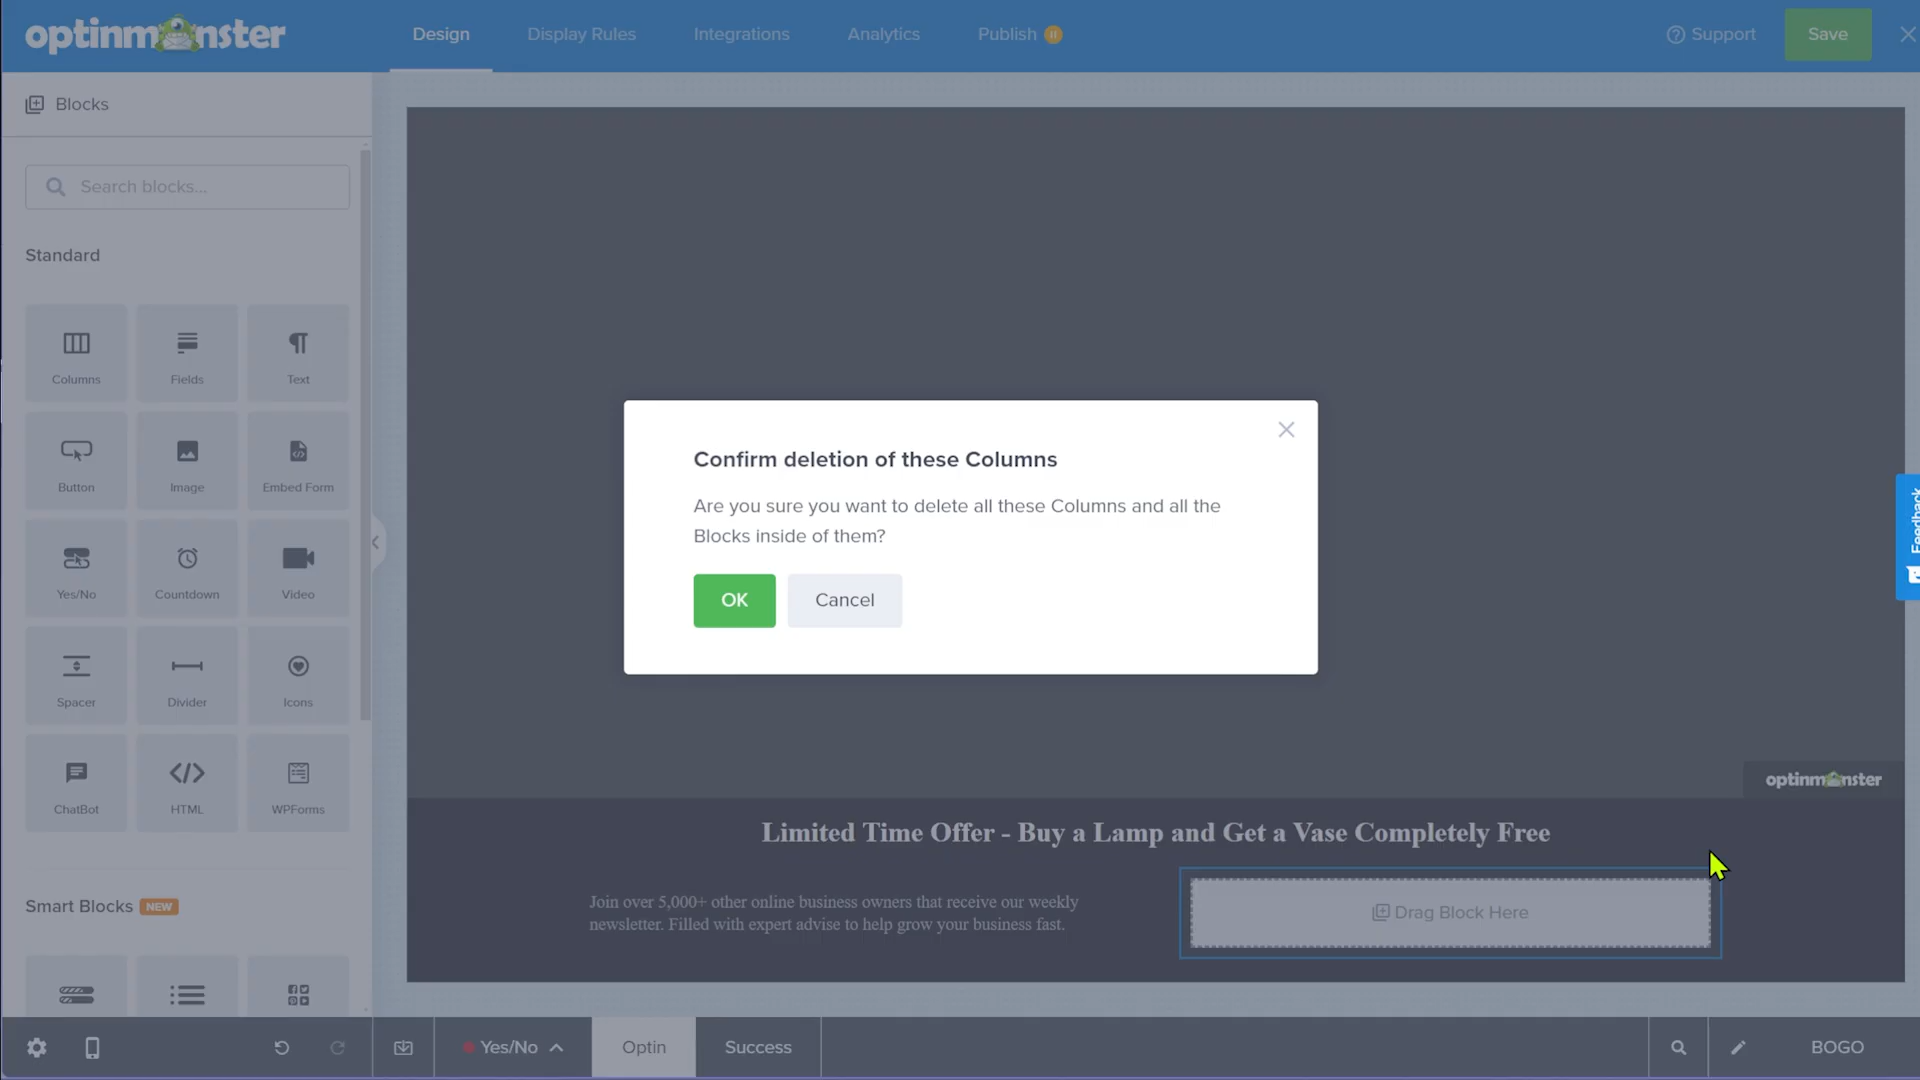 optinmonster
Design
Display Rules
Integrations
Analytics
Publish
Support
Save
Blocks
Search blocks...
Standard
Columns
Fields
Text
Button
Image
Embed Form
Yes/No
Countdown
Video
Spacer
Divider
Icons
ChatBot
HTML
WPForms
Smart Blocks NEW
Confirm deletion of these Columns
Are you sure you want to delete all these Columns and all the
Blocks inside of them?
OK
Cancel
Feedback
optinmonster
Limited Time Offer - Buy a Lamp and Get a Vase Completely Free
Join over 5,000+ other online business owners that receive our weekly
newsletter. Filled with expert advise to help grow your business fast.
Drag Block Here
Yes/No
Optin
Success
BOGO